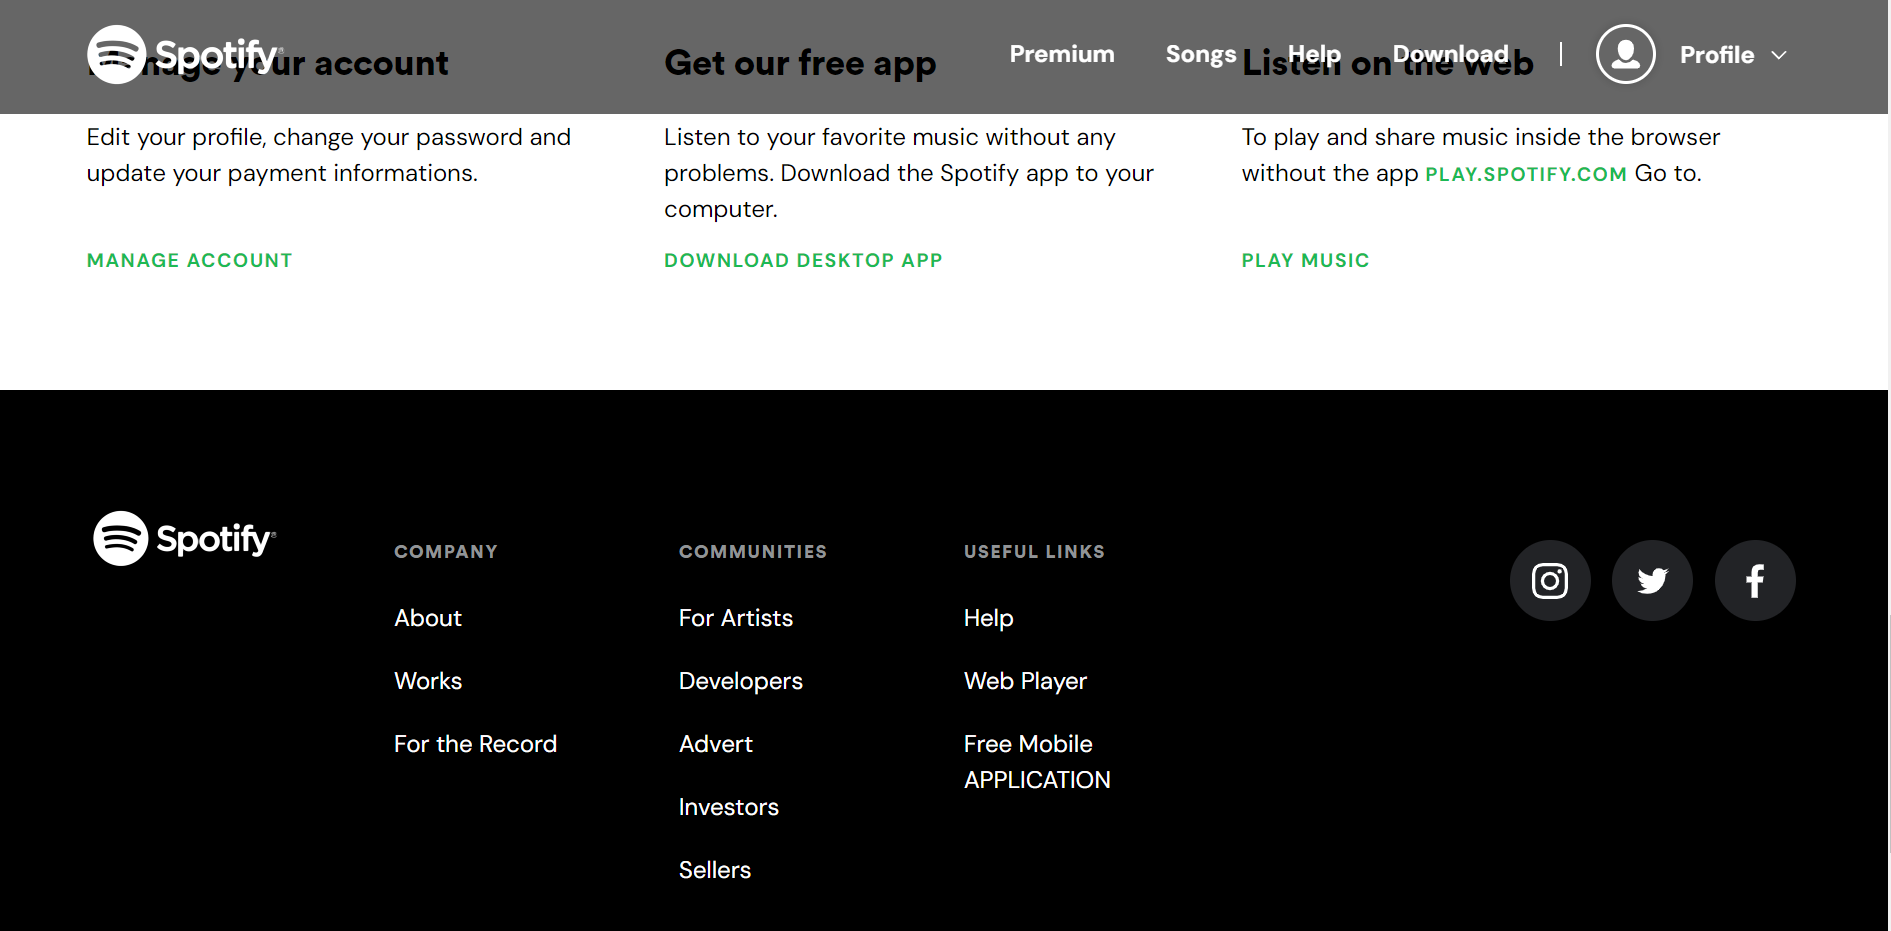 Spotify
Premium
Songs
Help
Download
Profile
Manage your account
Edit your profile, change your password and
update your payment informations.
MANAGE ACCOUNT
Get our free app
Listen to your favorite music without any
problems. Download the Spotify app to your
computer.
DOWNLOAD DESKTOP APP
Listen on the web
To play and share music inside the browser
without the app PLAY.SPOTIFY.COM Go to.
PLAY MUSIC
Spotify
COMPANY
About
Works
For the Record
COMMUNITIES
For Artists
Developers
Advert
Investors
Sellers
USEFUL LINKS
Help
Web Player
Free Mobile
APPLICATION